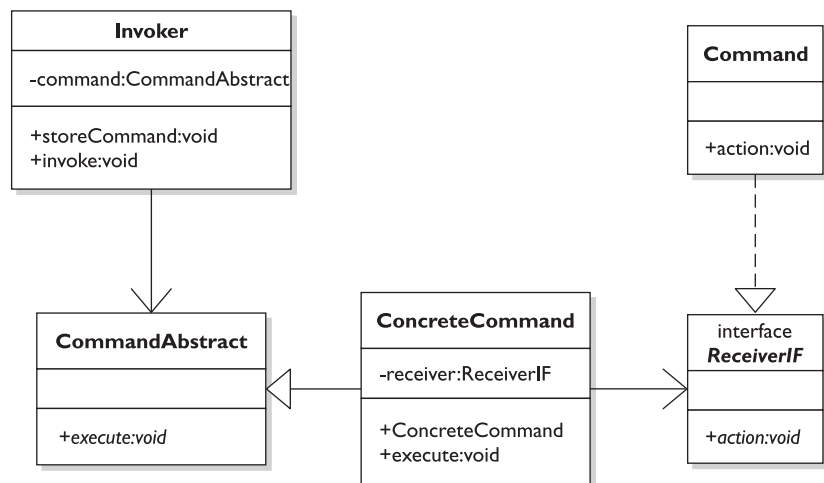 Invoker
-command:CommandAbstract
+storeCommand:void
+invoke:void
Command
+action:void
CommandAbstract
+execute:void
ConcreteCommand
-receiver:ReceiverIF
+ConcreteCommand
+execute:void
interface
ReceiverIF
+action:void